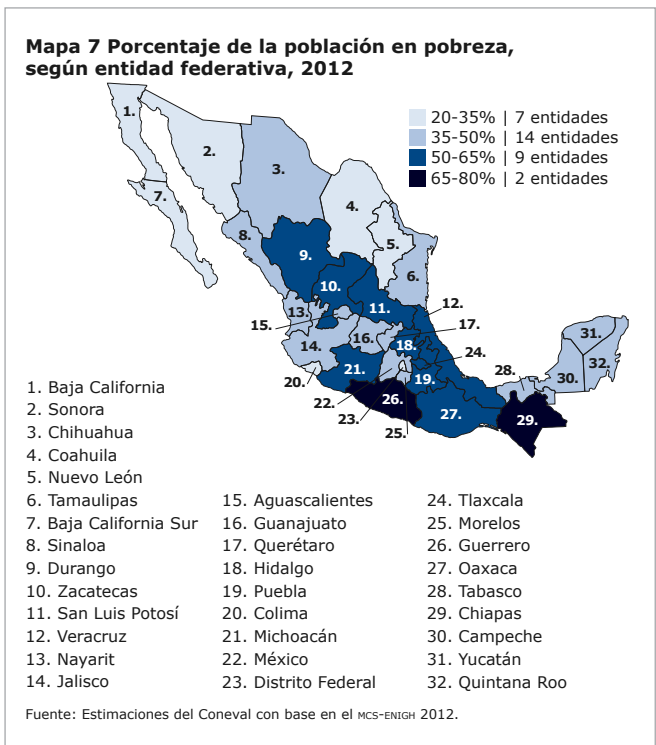 Mapa 7 Porcentaje de la población en pobreza,
según entidad federativa, 2012
20-35% | 7 entidades
35-50% | 14 entidades
50-65% | 9 entidades
65-80% | 2 entidades
1.
2.
3.
4.
5.
6.
7.
8.
9.
10.
11.
12.
13.
14.
15.
16.
17.
18.
19.
20.
21.
22.
23.
24.
25.
26.
27.
28.
29.
30.
31.
32.
1. Baja California
2. Sonora
3. Chihuahua
4. Coahuila
5. Nuevo León
6. Tamaulipas
7. Baja California Sur
8. Sinaloa
9. Durango
10. Zacatecas
11. San Luis Potosí
12. Veracruz
13. Nayarit
14. Jalisco
15. Aguascalientes
16. Guanajuato
17. Querétaro
18. Hidalgo
19. Puebla
20. Colima
21. Michoacán
22. México
23. Distrito Federal
24. Tlaxcala
25. Morelos
26. Guerrero
27. Oaxaca
28. Tabasco
29. Chiapas
30. Campeche
31. Yucatán
32. Quintana Roo
Fuente: Estimaciones del Coneval con base en el MCS-ENIGH 2012.